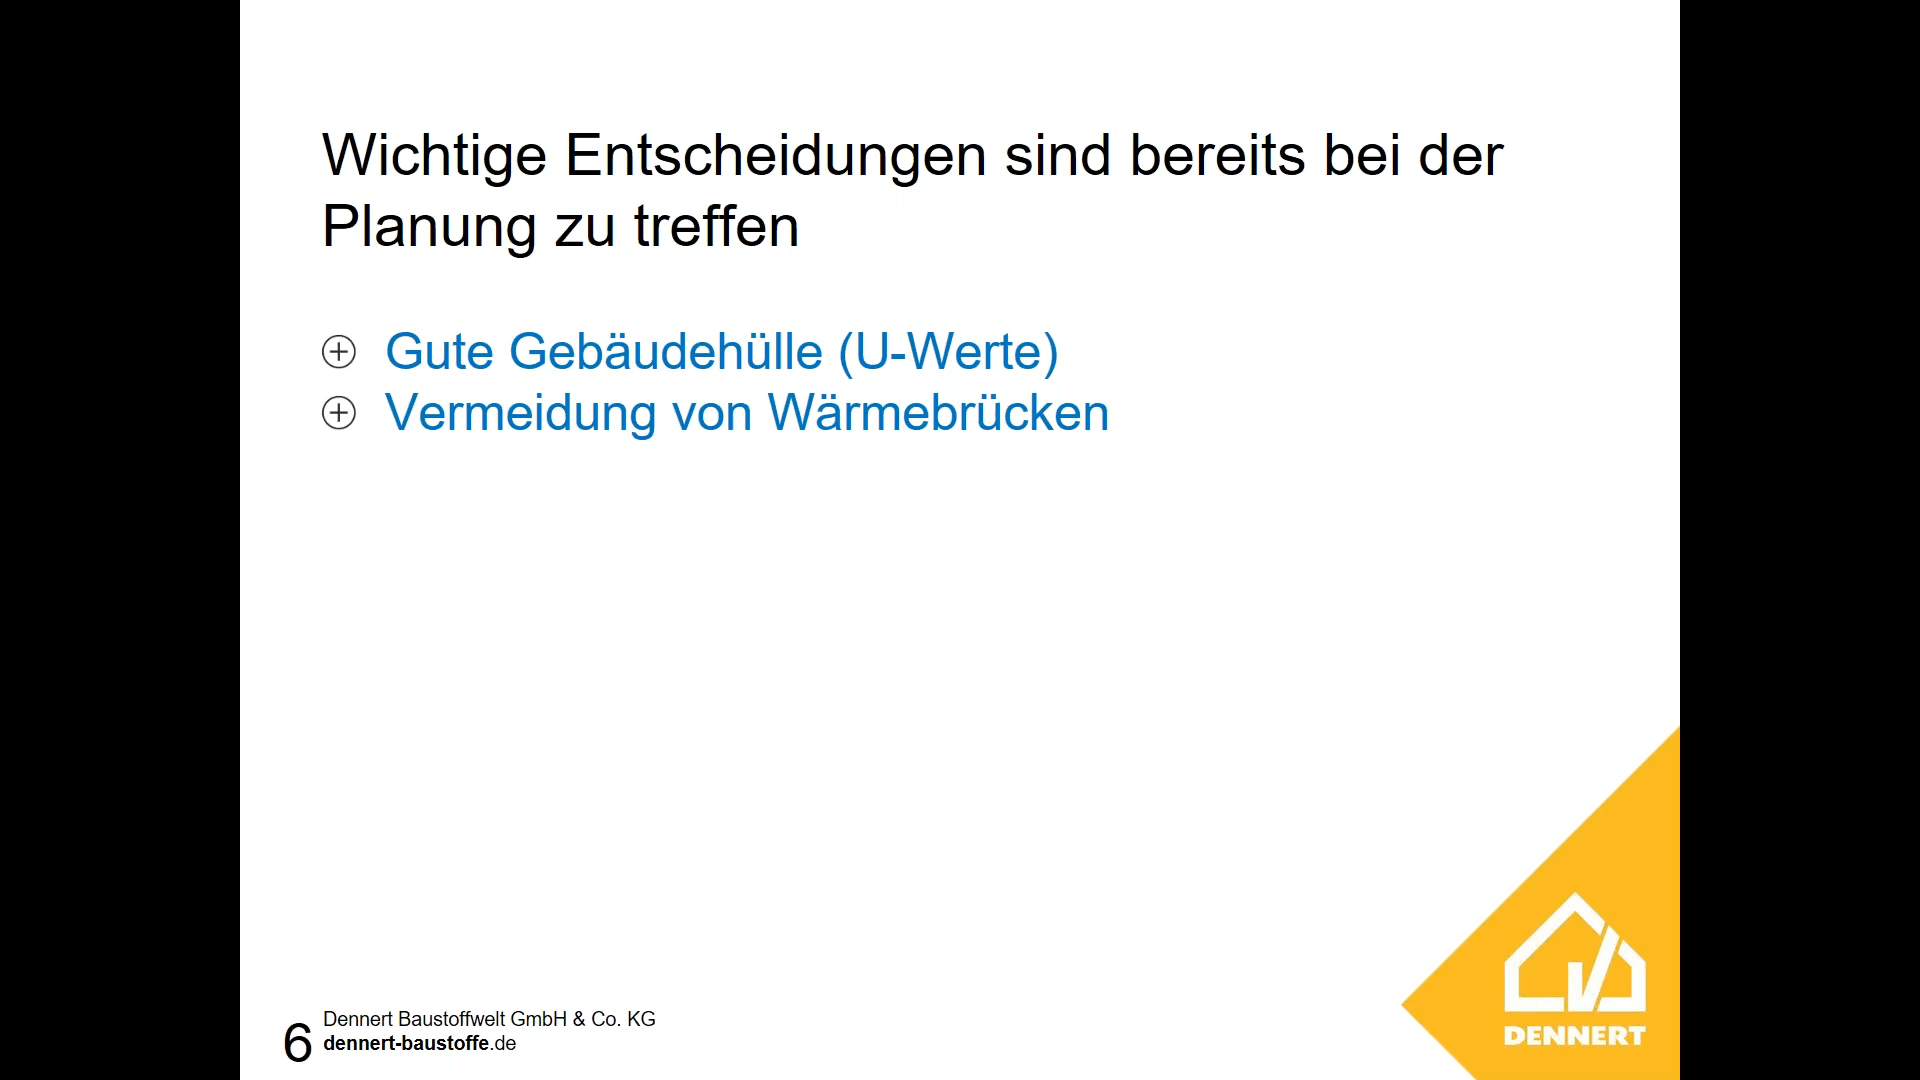 Wichtige Entscheidungen sind bereits bei der
Planung zu treffen
Gute Gebäudehülle (U-Werte)
Vermeidung von Wärmebrücken
6
Dennert Baustoffwelt GmbH & Co. KG
dennert-baustoffe.de
DENNERT